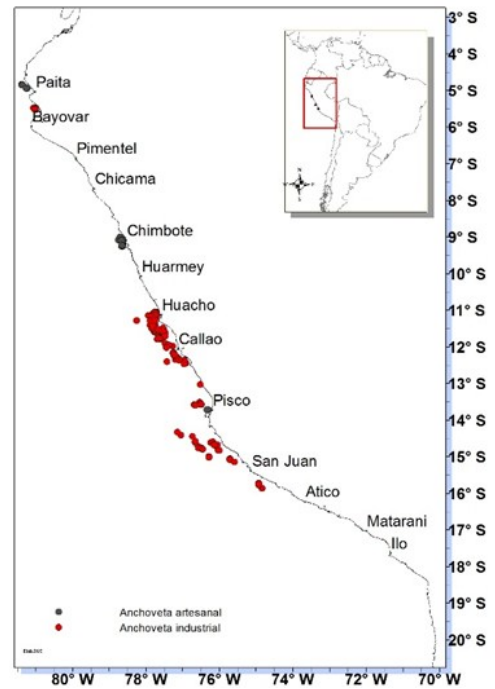 3° S
4° S
Paita
5° S
Bayovar
6° S
Pimentel
7° S
Chicama
8° S
Chimbote
9° S
Huarmey
10° S
Huacho
11° S
Callao
12° S
13° S
Pisco
14° S
San Juan
15° S
Atico
16° S
Matarani
17° S
Ilo
18° S
Anchoveta artesanal
19° S
Anchoveta industrial
20° S
80° W
78° W
76° W
74° W
72° W
70° W